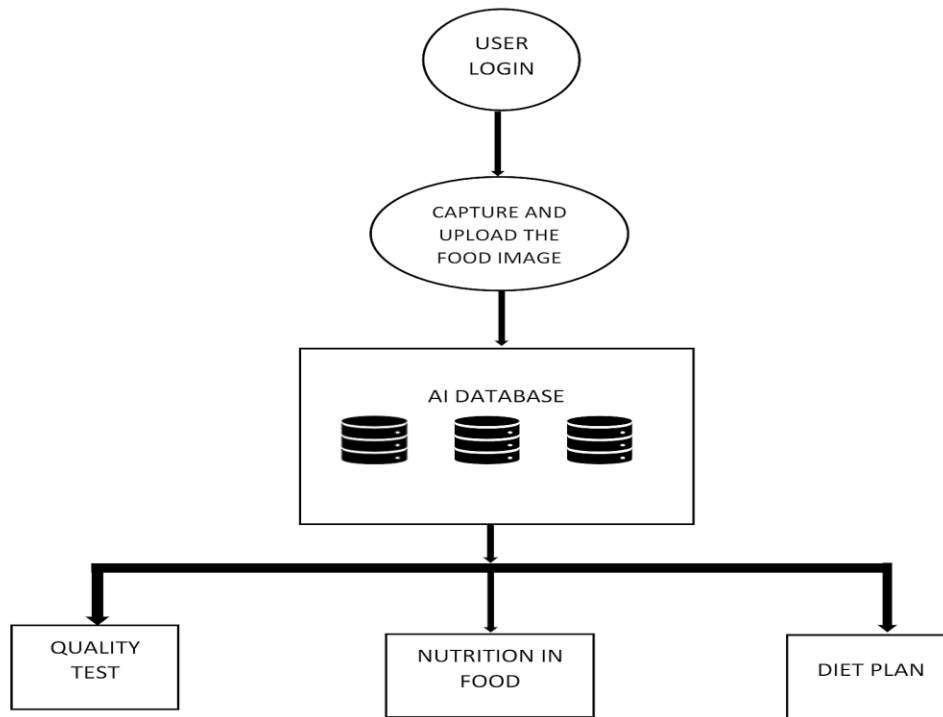 USER
LOGIN
CAPTURE AND
UPLOAD THE
FOOD IMAGE
AI DATABASE
QUALITY
TEST
NUTRITION IN
FOOD
DIET PLAN